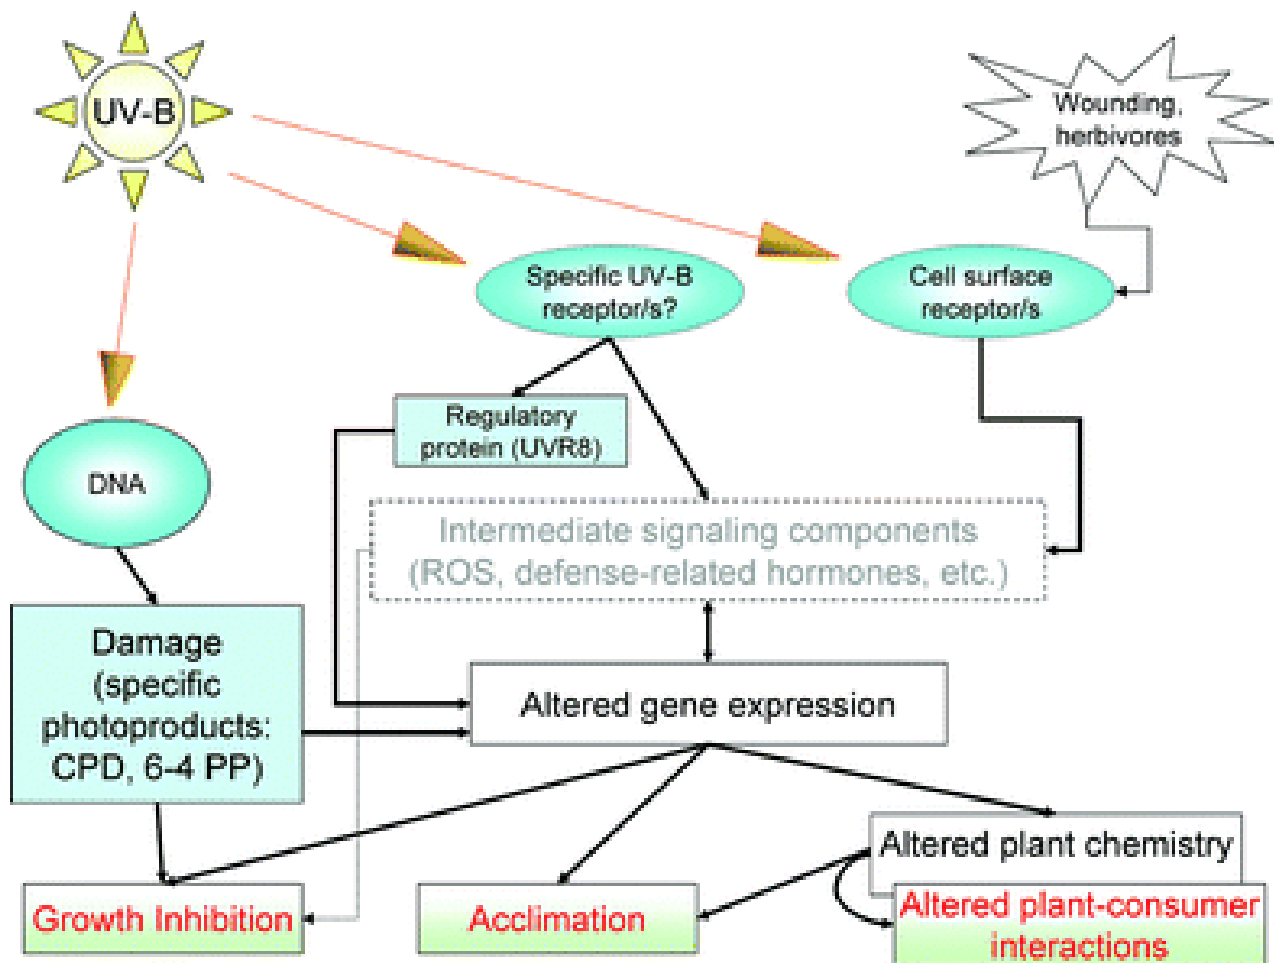 UV-B
Wounding,
herbivores
Specific UV-B
receptor/s?
Cell surface
receptor/s
Regulatory
protein (UVR8)
DNA
Intermediate signaling components
(ROS, defense-related hormones, etc.)
Damage
(specific
photoproducts:
CPD, 6-4 PP)
Altered gene expression
Altered plant chemistry
Growth Inhibition
Acclimation
Altered plant-consumer
interactions